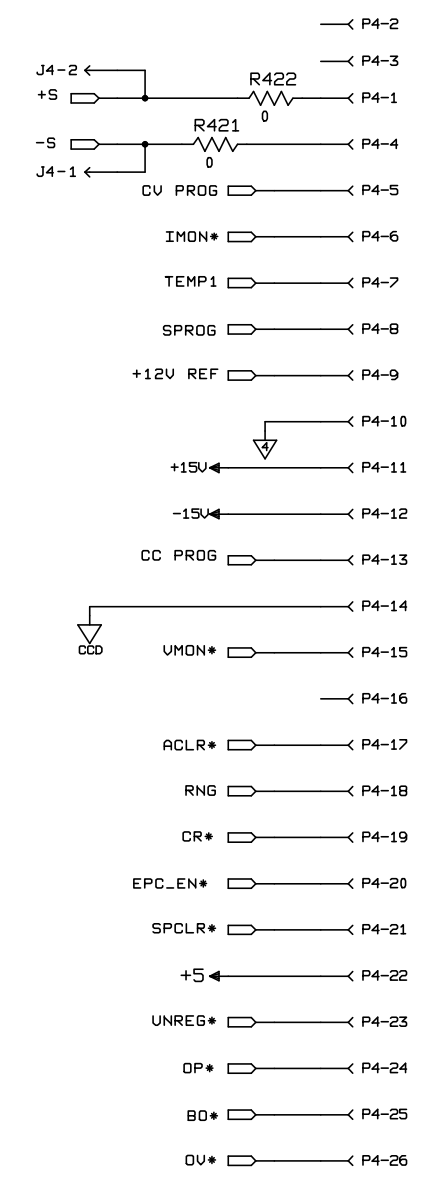 P4-2
P4-3
J4-2
R422
+S
P4-1
0
R421
-S
P4-4
0
J4-1
CV PROG P4-5
IMON* P4-6
TEMP1 P4-7
SPROG P4-8
+12V REF P4-9
P4-10
4
+15V P4-11
-15V P4-12
CC PROG P4-13
P4-14
CCD
VMON* P4-15
P4-16
ACLR* P4-17
RNG P4-18
CR* P4-19
EPC_EN* P4-20
SPCLR* P4-21
+5 P4-22
UNREG* P4-23
OP* P4-24
BO* P4-25
OV* P4-26